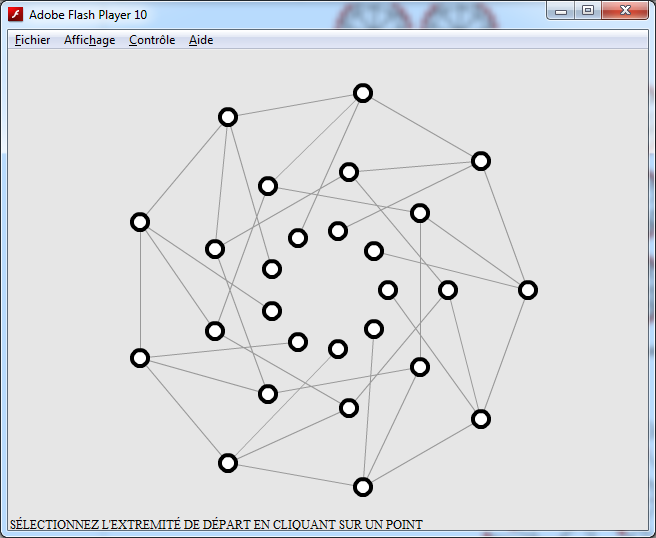 Adobe Flash Player 10
Fichier Affichage Contrôle Aide
SÉLECTIONNEZ L'EXTREMITÉ DE DÉPART EN CLIQUANT SUR UN POINT